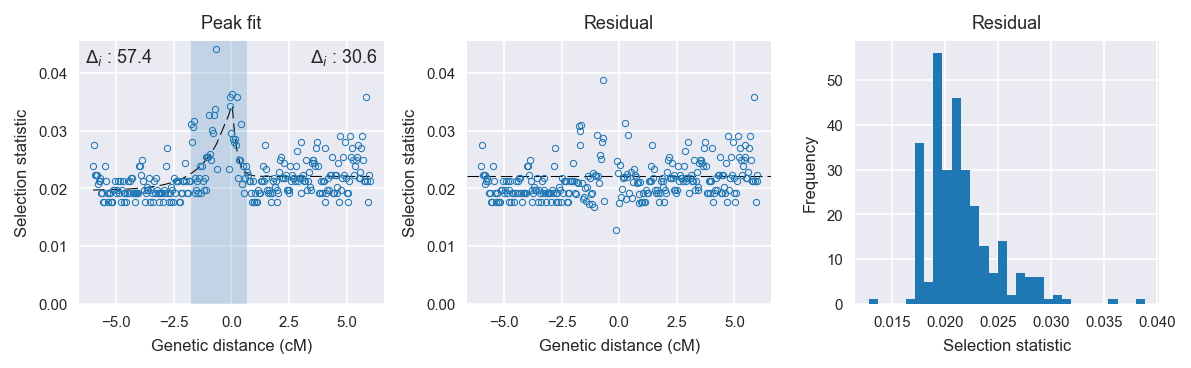 Peak fit
Δi : 57.4
Δi : 30.6
Selection statistic
0.04
0.03
0.02
0.01
0.00
−5.0
−2.5
0.0
2.5
5.0
Genetic distance (cM)
Residual
Selection statistic
0.04
0.03
0.02
0.01
0.00
−5.0
−2.5
0.0
2.5
5.0
Genetic distance (cM)
Residual
Frequency
50
40
30
20
10
0
0.015
0.020
0.025
0.030
0.035
0.040
Selection statistic